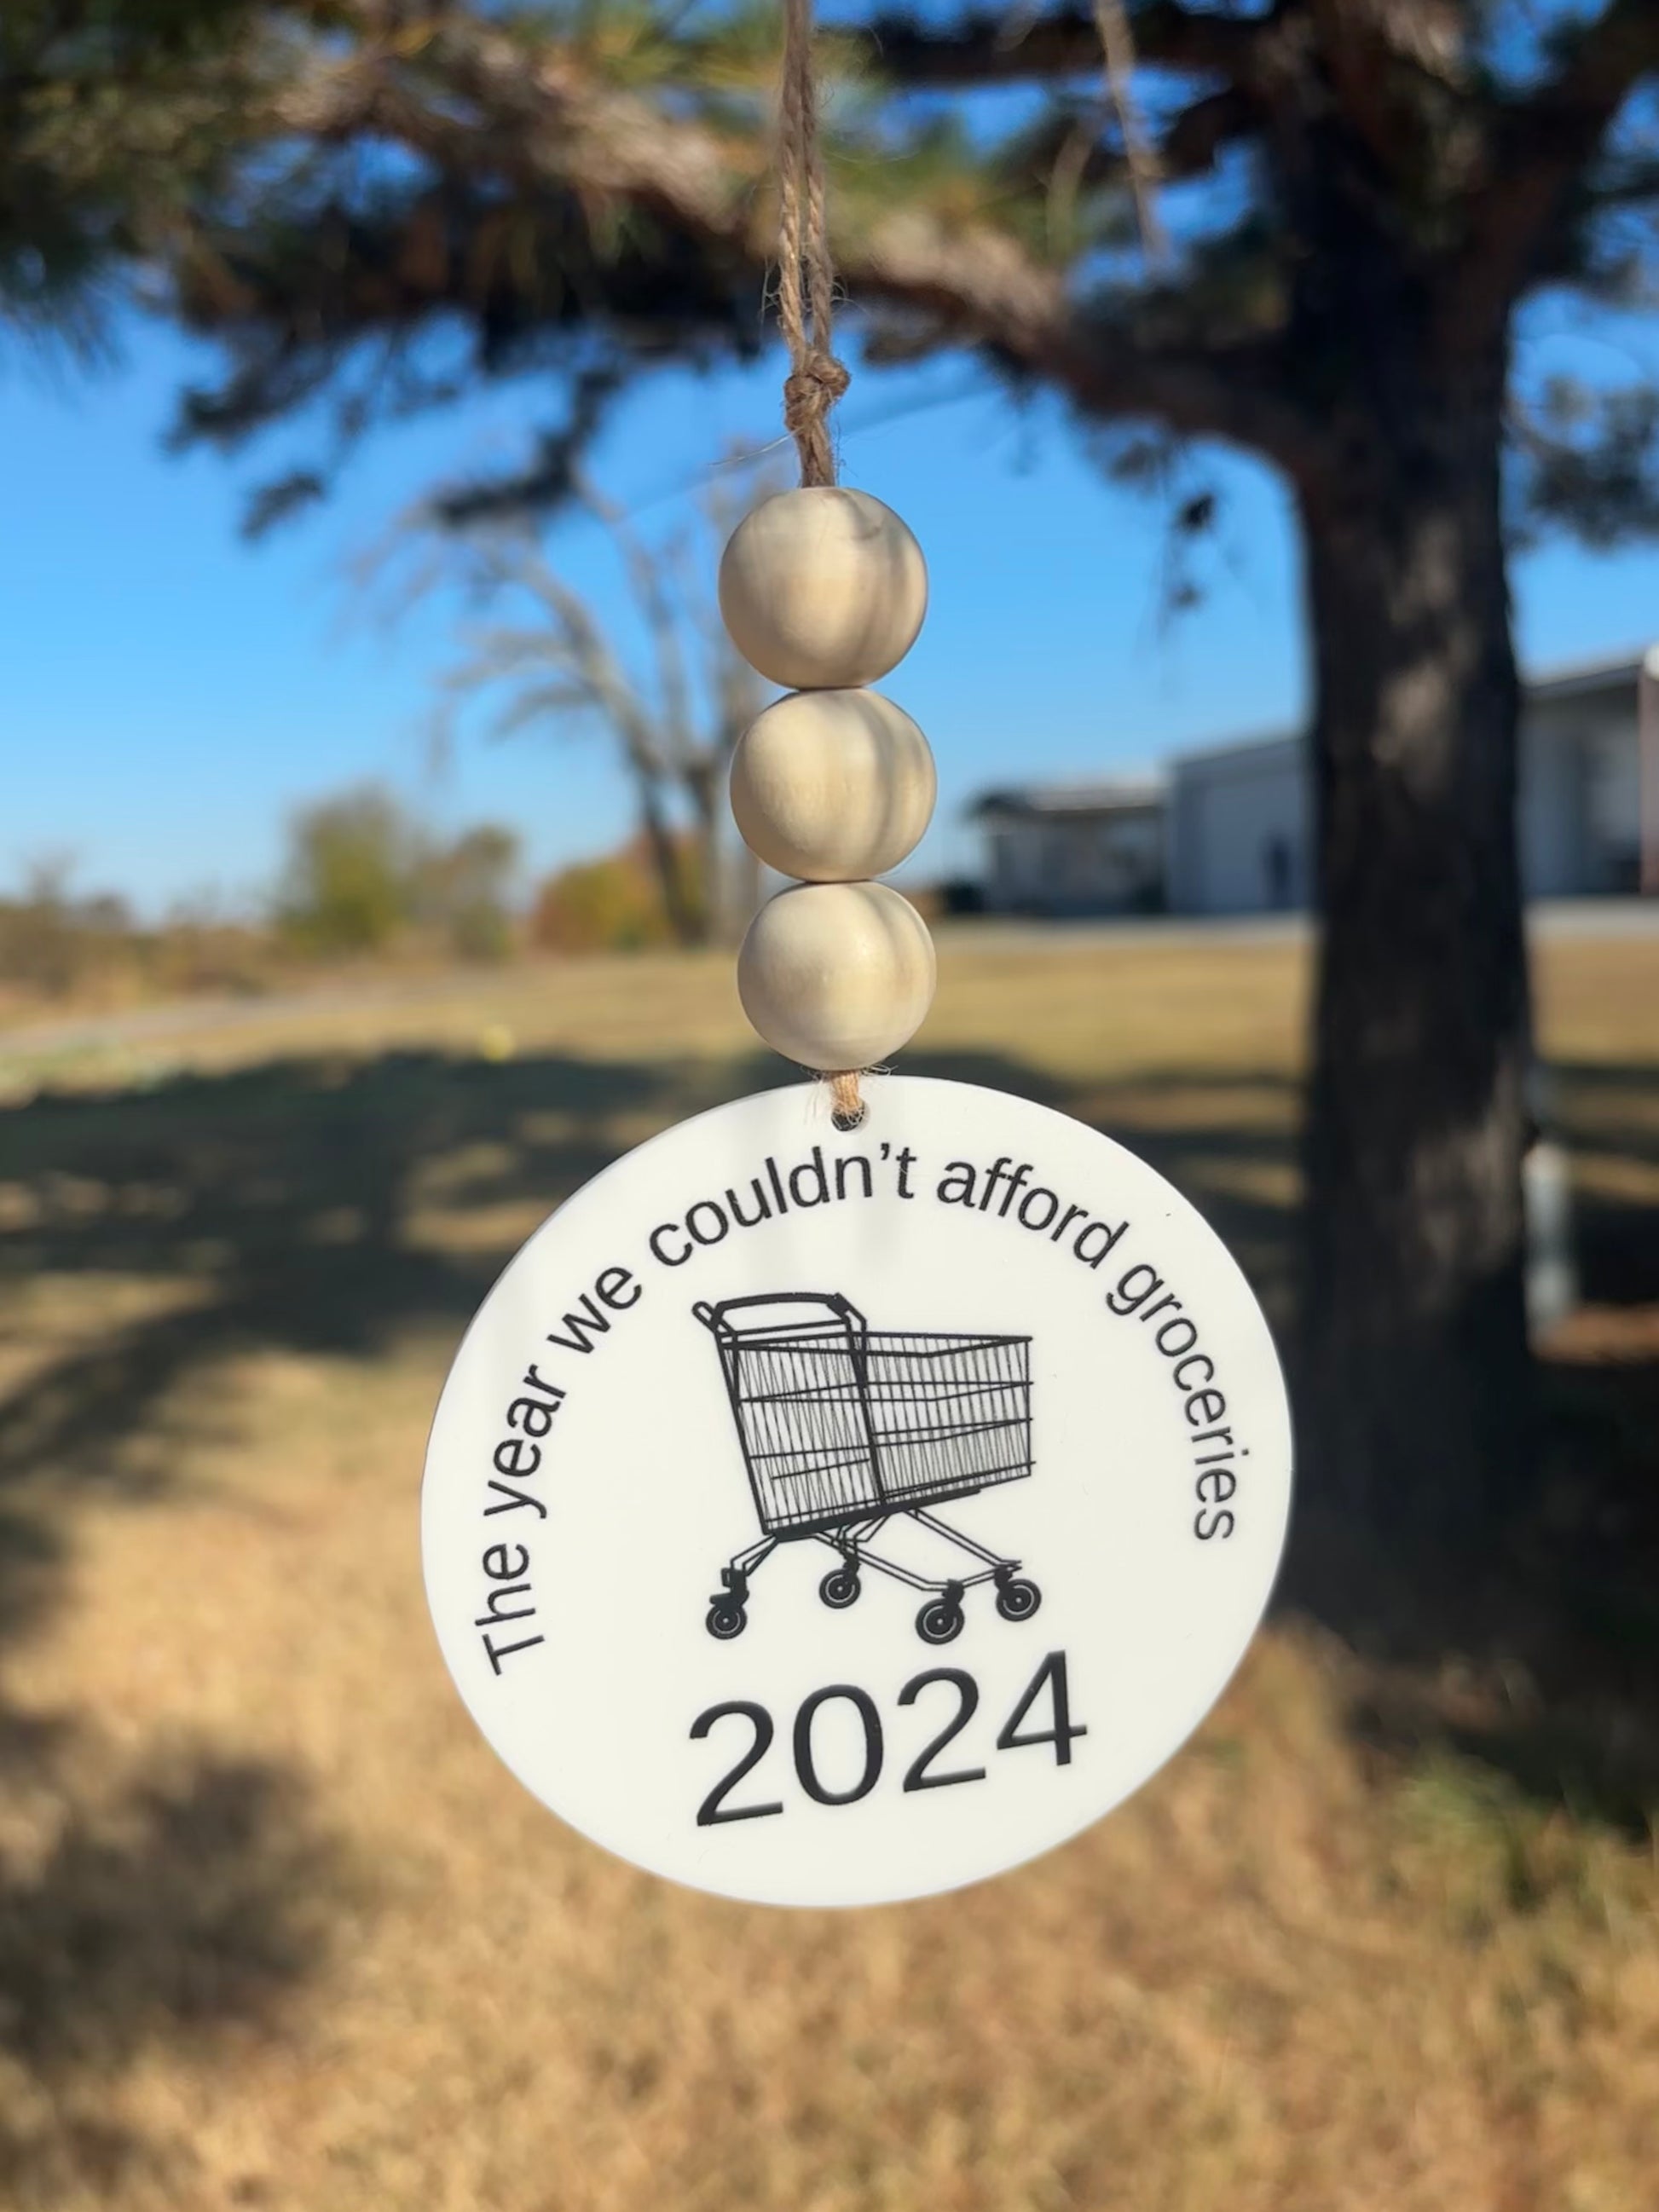 The year we couldn’t afford groceries
2024